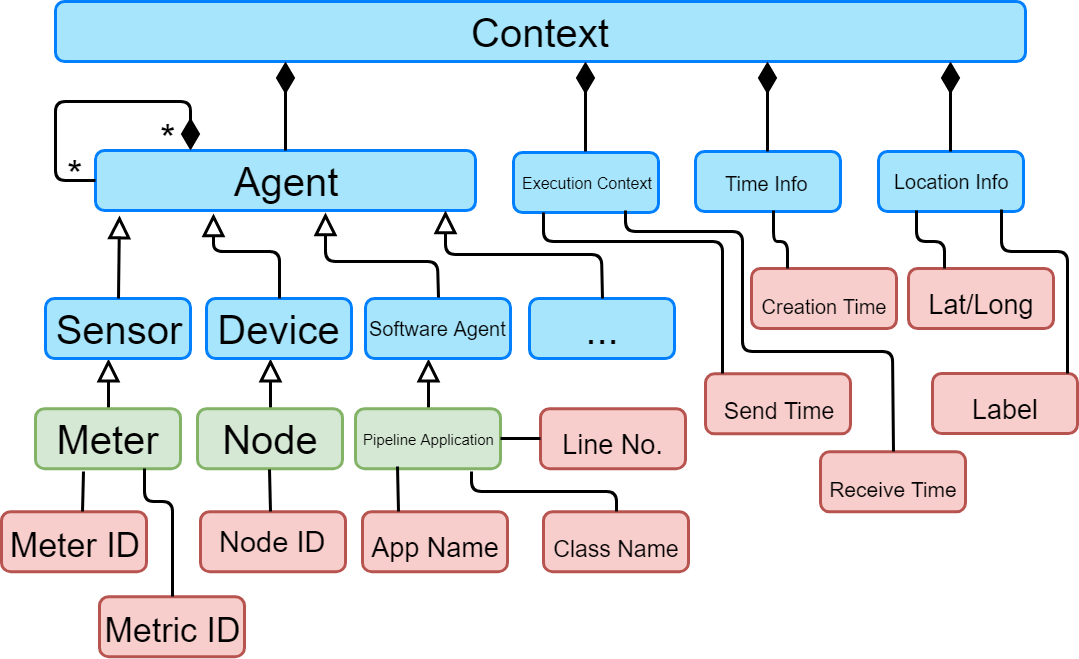 Context
*
*
Agent
Execution Context
Time Info
Location Info
Creation Time
Lat/Long
Sensor
Device
Software Agent
...
Send Time
Label
Meter
Node
Pipeline Application
Line No.
Receive Time
Meter ID
Node ID
App Name
Class Name
Metric ID